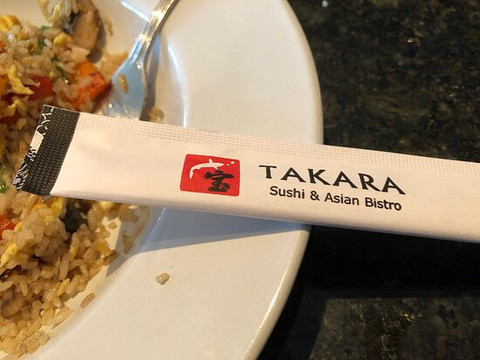 宝
TAKARA
Sushi & Asian Bistro